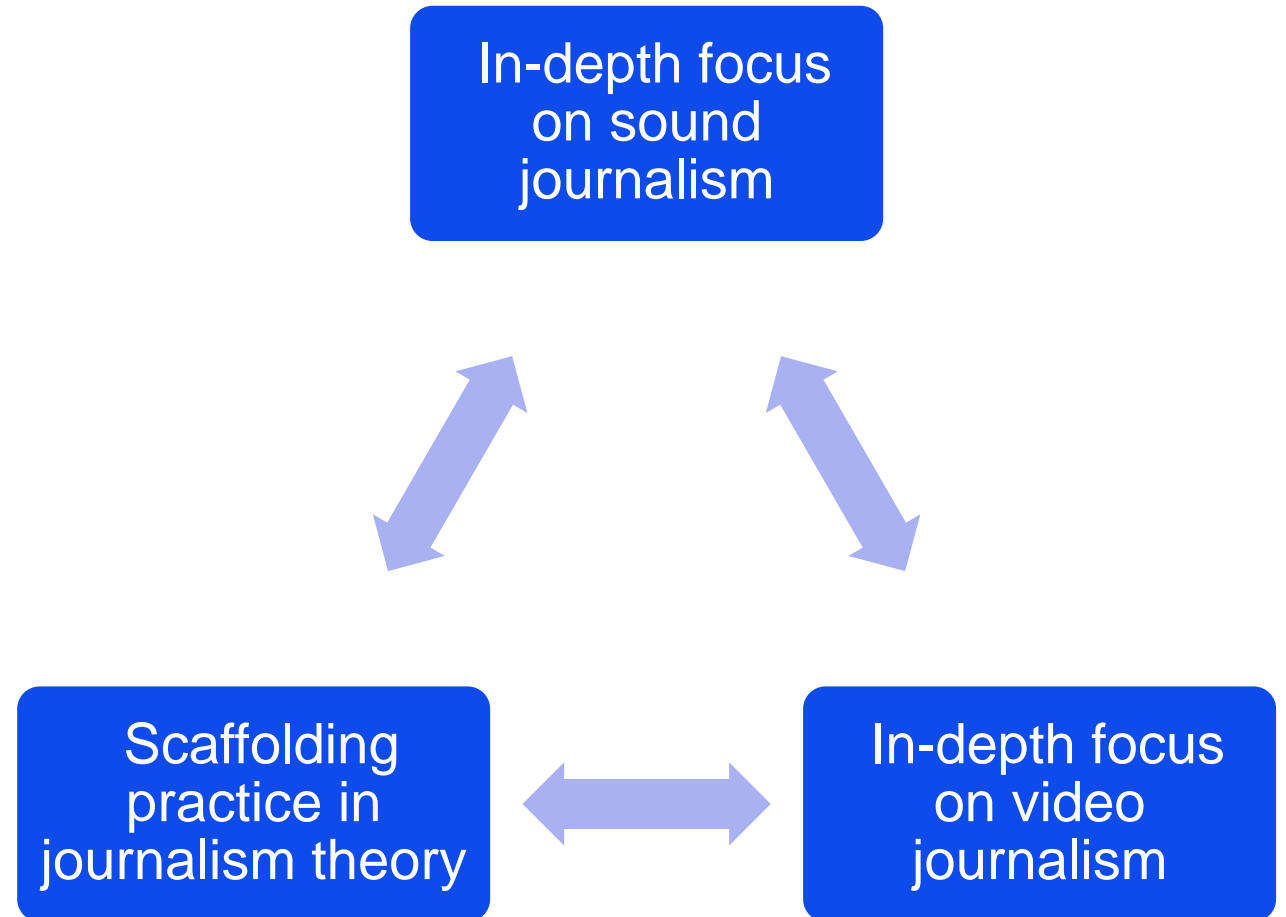 In-depth focus
on sound
journalism
Scaffolding
practice in
journalism theory
In-depth focus
on video
journalism